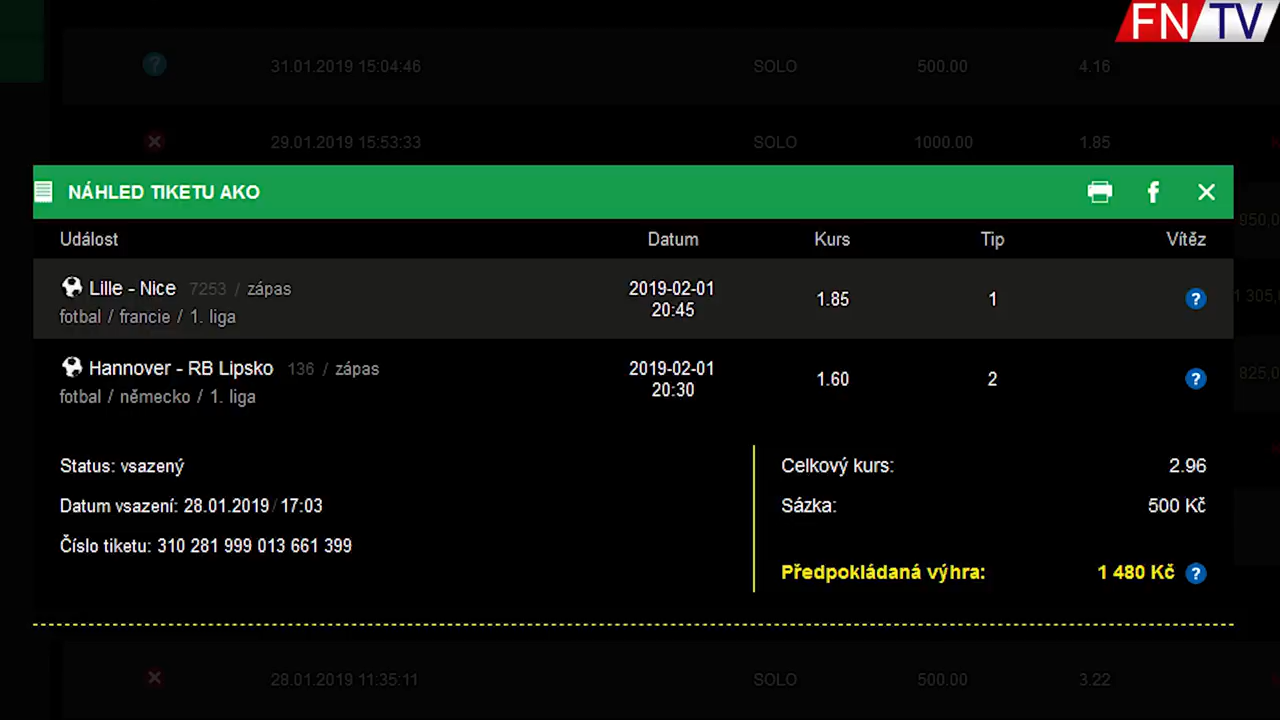 FN TV
? 31.01.2019 15:04:46 SOLO 500.00 4.16
29.01.2019 15:53:33 SOLO 1000.00 1.85
NÁHLED TIKETU AKO f
Událost Datum Kurs Tip Vítěz
Lille - Nice 7253 / zápas 2019-02-01 20:45 1.85 1 ?
fotbal / francie / 1. liga
Hannover - RB Lipsko 136 / zápas 2019-02-01 20:30 1.60 2 ?
fotbal / německo / 1. liga
Status: vsazený
Datum vsazení: 28.01.2019 / 17:03
Číslo tiketu: 310 281 999 013 661 399
Celkový kurs: 2.96
Sázka: 500 Kč
Předpokládaná výhra: 1 480 Kč ?
28.01.2019 11:35:11 SOLO 500.00 3.22